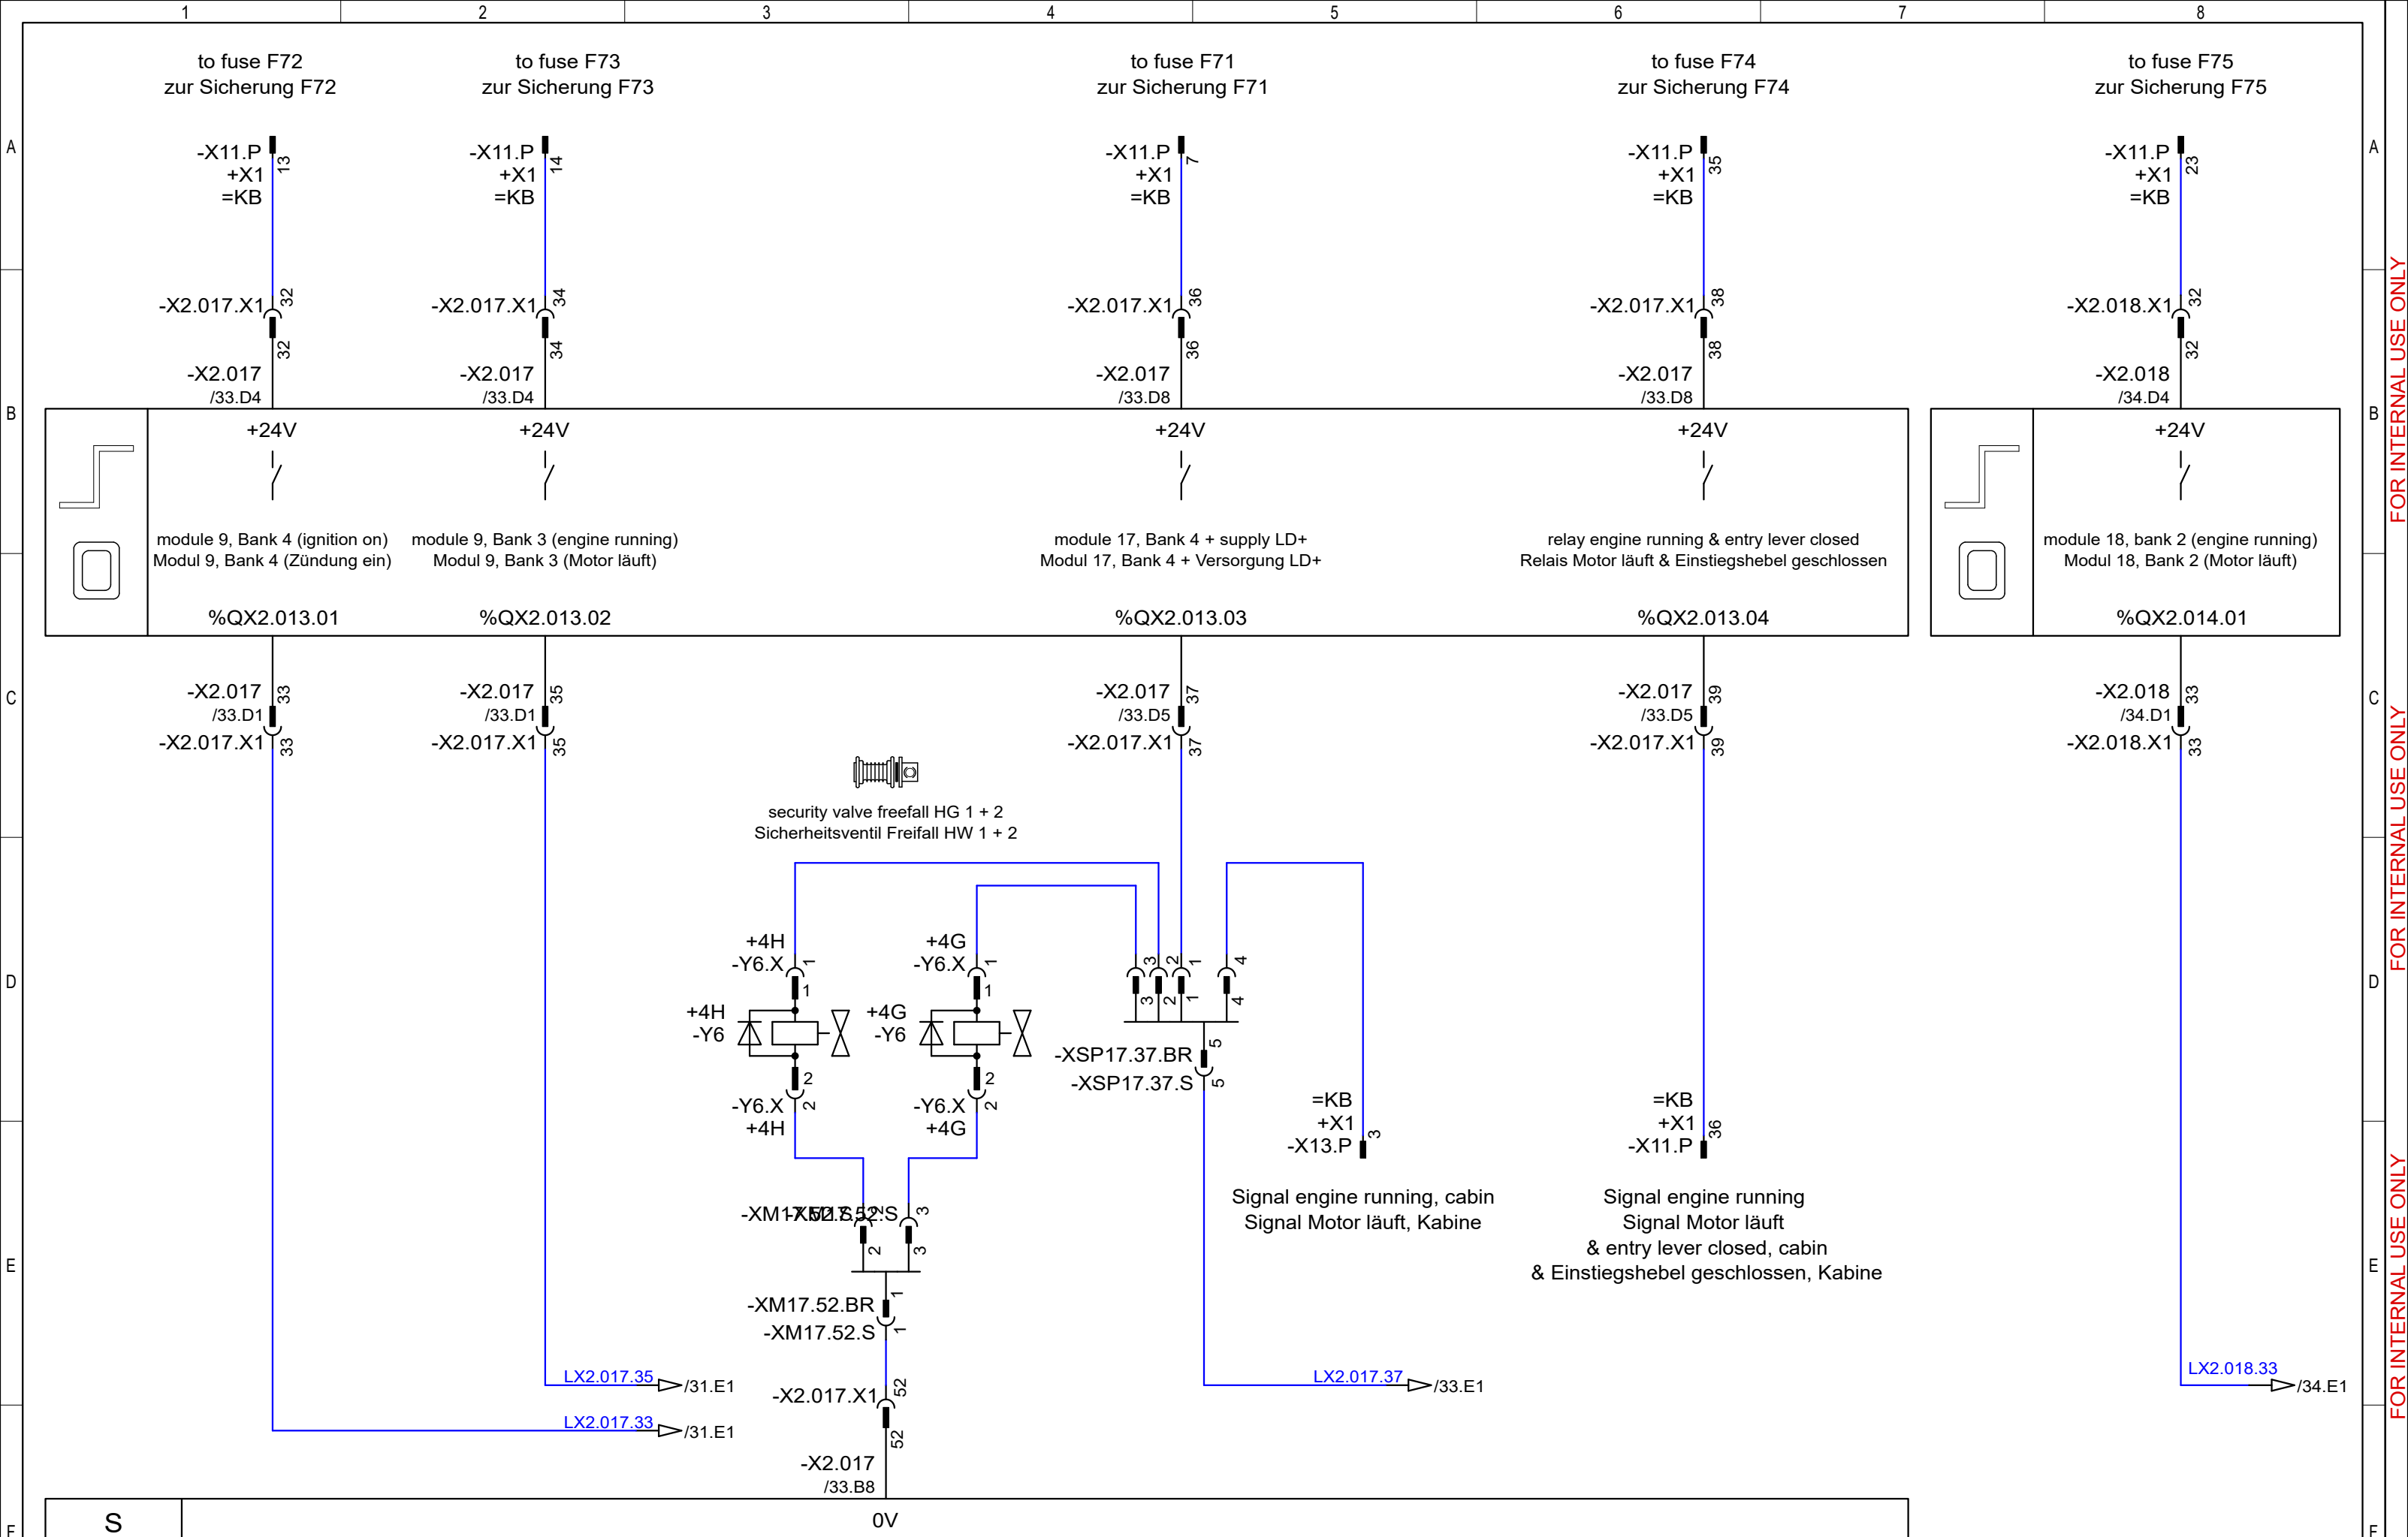 1 2 3 4 5 6 7 8
to fuse F72
zur Sicherung F72
to fuse F73
zur Sicherung F73
to fuse F71
zur Sicherung F71
to fuse F74
zur Sicherung F74
to fuse F75
zur Sicherung F75
A
-X11.P 13
+X1
=KB
-X11.P 14
+X1
=KB
-X11.P 7
+X1
=KB
-X11.P 35
+X1
=KB
-X11.P 23
+X1
=KB
A
-X2.017.X1 32
32
-X2.017
/33.D4
-X2.017.X1 34
34
-X2.017
/33.D4
-X2.017.X1 36
36
-X2.017
/33.D8
-X2.017.X1 38
38
-X2.017
/33.D8
-X2.018.X1 32
32
-X2.018
/34.D4
B
B
+24V
module 9, Bank 4 (ignition on)
Modul 9, Bank 4 (Zündung ein)
%QX2.013.01
+24V
module 9, Bank 3 (engine running)
Modul 9, Bank 3 (Motor läuft)
%QX2.013.02
+24V
module 17, Bank 4 + supply LD+
Modul 17, Bank 4 + Versorgung LD+
%QX2.013.03
+24V
relay engine running & entry lever closed
Relais Motor läuft & Einstiegshebel geschlossen
%QX2.013.04
+24V
module 18, bank 2 (engine running)
Modul 18, Bank 2 (Motor läuft)
%QX2.014.01
C
-X2.017 33
/33.D1
-X2.017.X1 33
-X2.017 35
/33.D1
-X2.017.X1 35
-X2.017 37
/33.D5
-X2.017.X1 37
-X2.017 39
/33.D5
-X2.017.X1 39
-X2.018 33
/34.D1
-X2.018.X1 33
C
security valve freefall HG 1 + 2
Sicherheitsventil Freifall HW 1 + 2
D
+4H
-Y6.X 1
1
+4H
-Y6
2
-Y6.X 2
+4H
+4G
-Y6.X 1
1
+4G
-Y6
2
-Y6.X 2
+4G
3 2 1 4
3 2 1 4
-XSP17.37.BR 5
-XSP17.37.S 5
D
=KB
+X1
-X13.P 3
Signal engine running, cabin
Signal Motor läuft, Kabine
=KB
+X1
-X11.P 36
Signal engine running
Signal Motor läuft
& entry lever closed, cabin
& Einstiegshebel geschlossen, Kabine
E
-XM17.52.S 2
-XM17.52.S 3
2 3
-XM17.52.BR 1
-XM17.52.S 1
E
LX2.017.35 /31.E1
LX2.017.33 /31.E1
-X2.017.X1 52
52
-X2.017
/33.B8
LX2.017.37 /33.E1
LX2.018.33 /34.E1
S
0V
FOR INTERNAL USE ONLY
FOR INTERNAL USE ONLY
FOR INTERNAL USE ONLY